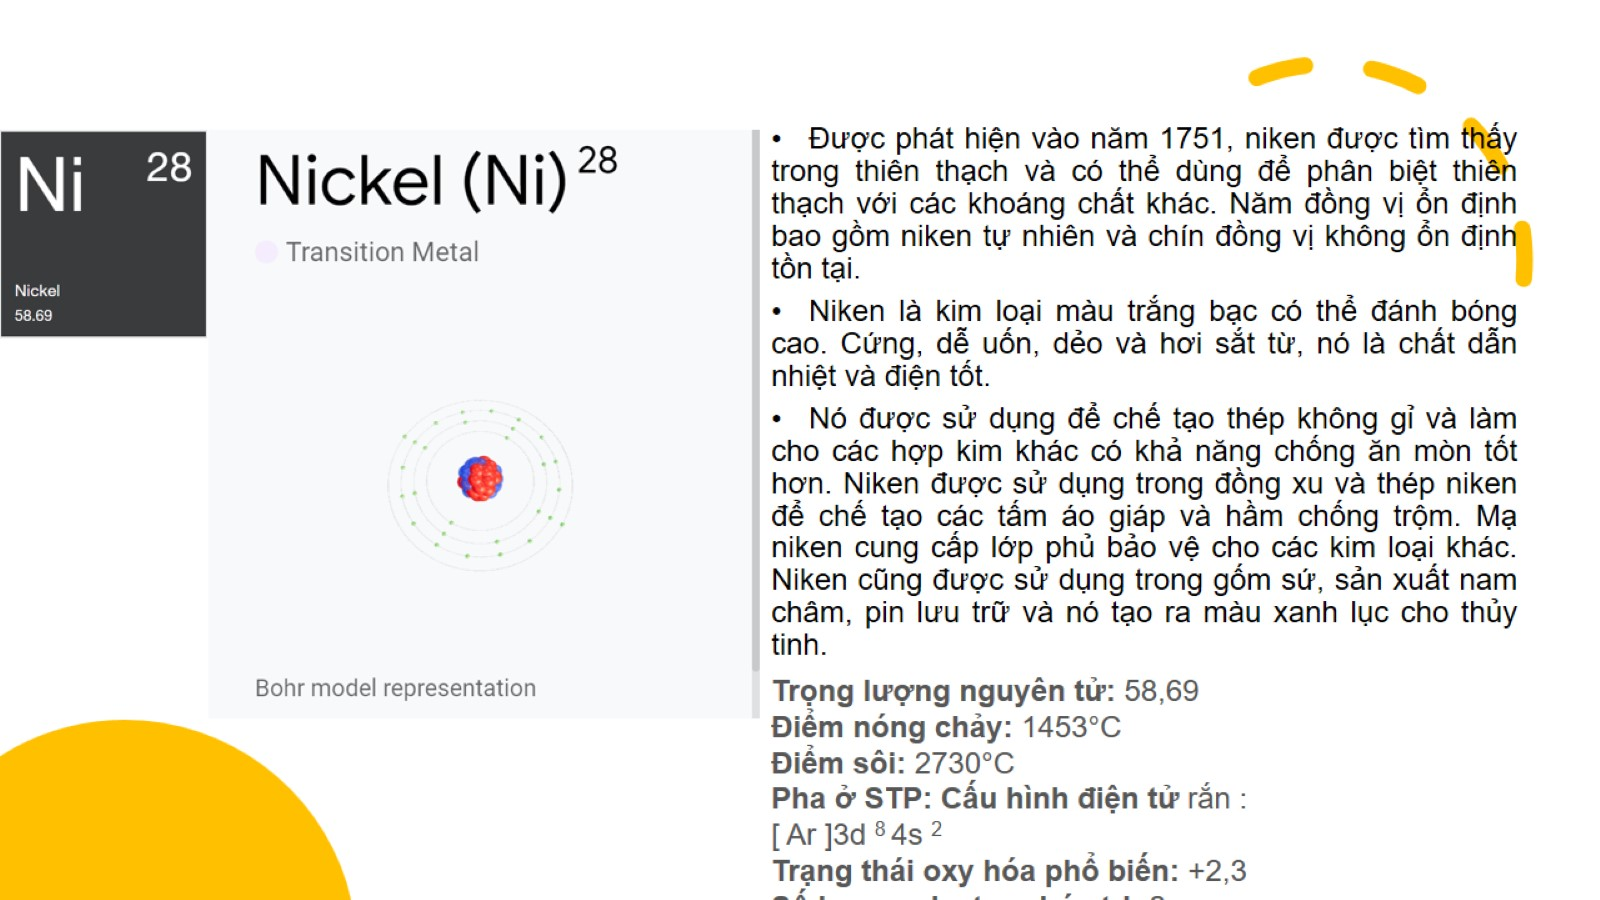 Ni 28
Nickel
58.69
Nickel (Ni) 28
Transition Metal
Bohr model representation
• Được phát hiện vào năm 1751, niken được tìm thấy
trong thiên thạch và có thể dùng để phân biệt thiên
thạch với các khoáng chất khác. Năm đồng vị ổn định
bao gồm niken tự nhiên và chín đồng vị không ổn định
tồn tại.
• Niken là kim loại màu trắng bạc có thể đánh bóng
cao. Cứng, dễ uốn, dẻo và hơi sắt từ, nó là chất dẫn
nhiệt và điện tốt.
• Nó được sử dụng để chế tạo thép không gỉ và làm
cho các hợp kim khác có khả năng chống ăn mòn tốt
hơn. Niken được sử dụng trong đồng xu và thép niken
để chế tạo các tấm áo giáp và hầm chống trộm. Mạ
niken cung cấp lớp phủ bảo vệ cho các kim loại khác.
Niken cũng được sử dụng trong gốm sứ, sản xuất nam
châm, pin lưu trữ và nó tạo ra màu xanh lục cho thủy
tinh.
Trọng lượng nguyên tử: 58,69
Điểm nóng chảy: 1453°C
Điểm sôi: 2730°C
Pha ở STP: Cấu hình điện tử rắn :
[ Ar ]3d 8 4s 2
Trạng thái oxy hóa phổ biến: +2,3